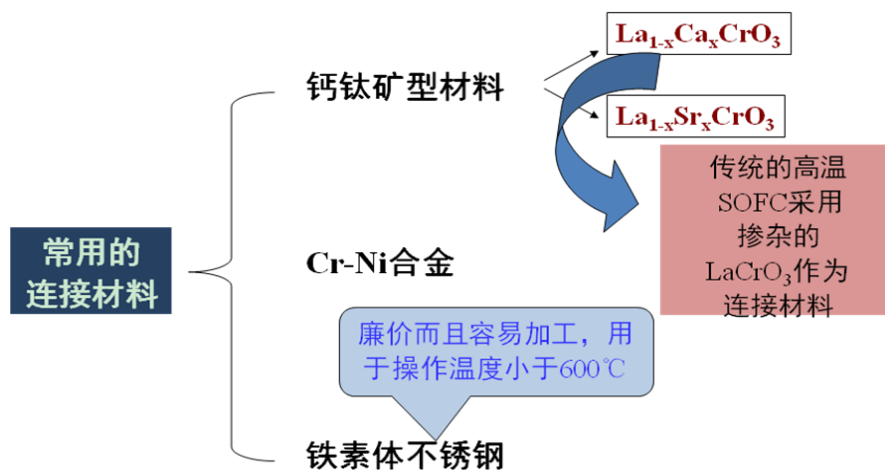 常用的
连接材料
钙钛矿型材料
La₁₋ₓCaₓCrO₃
La₁₋ₓSrₓCrO₃
传统的高温
SOFC采用
掺杂的
LaCrO₃作为
连接材料
Cr-Ni合金
廉价而且容易加工，用
于操作温度小于600℃
铁素体不锈钢